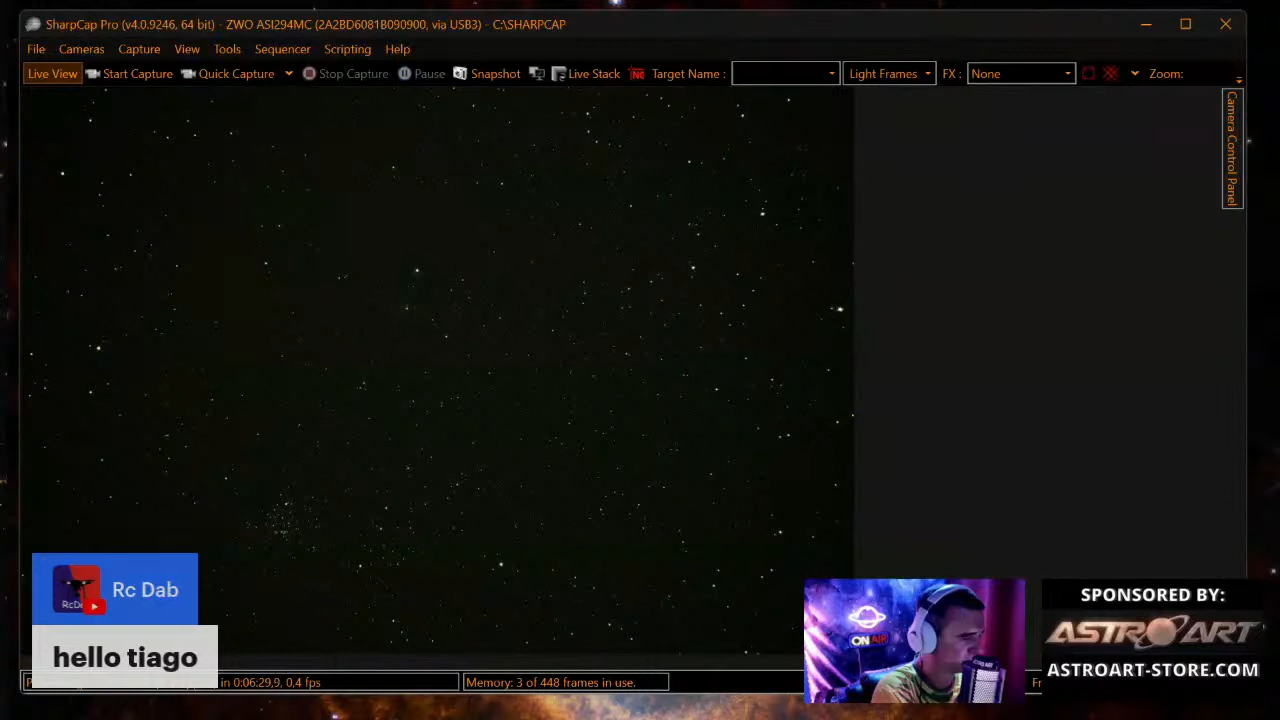 SharpCap Pro (v4.0.9246, 64 bit) - ZWO ASI294MC (2A2BD6081B090900, via USB3) - C:\SHARPCAP
File Cameras Capture View Tools Sequencer Scripting Help
Live View Start Capture Quick Capture Stop Capture Pause Snapshot Live Stack Target Name : Light Frames FX : None Zoom:
Camera Control Panel
Rc Dab
hello tiago
in 0:06:29,9, 0,4 fps
Memory: 3 of 448 frames in use.
ON AIR
SPONSORED BY:
ASTROART
ASTROART-STORE.COM